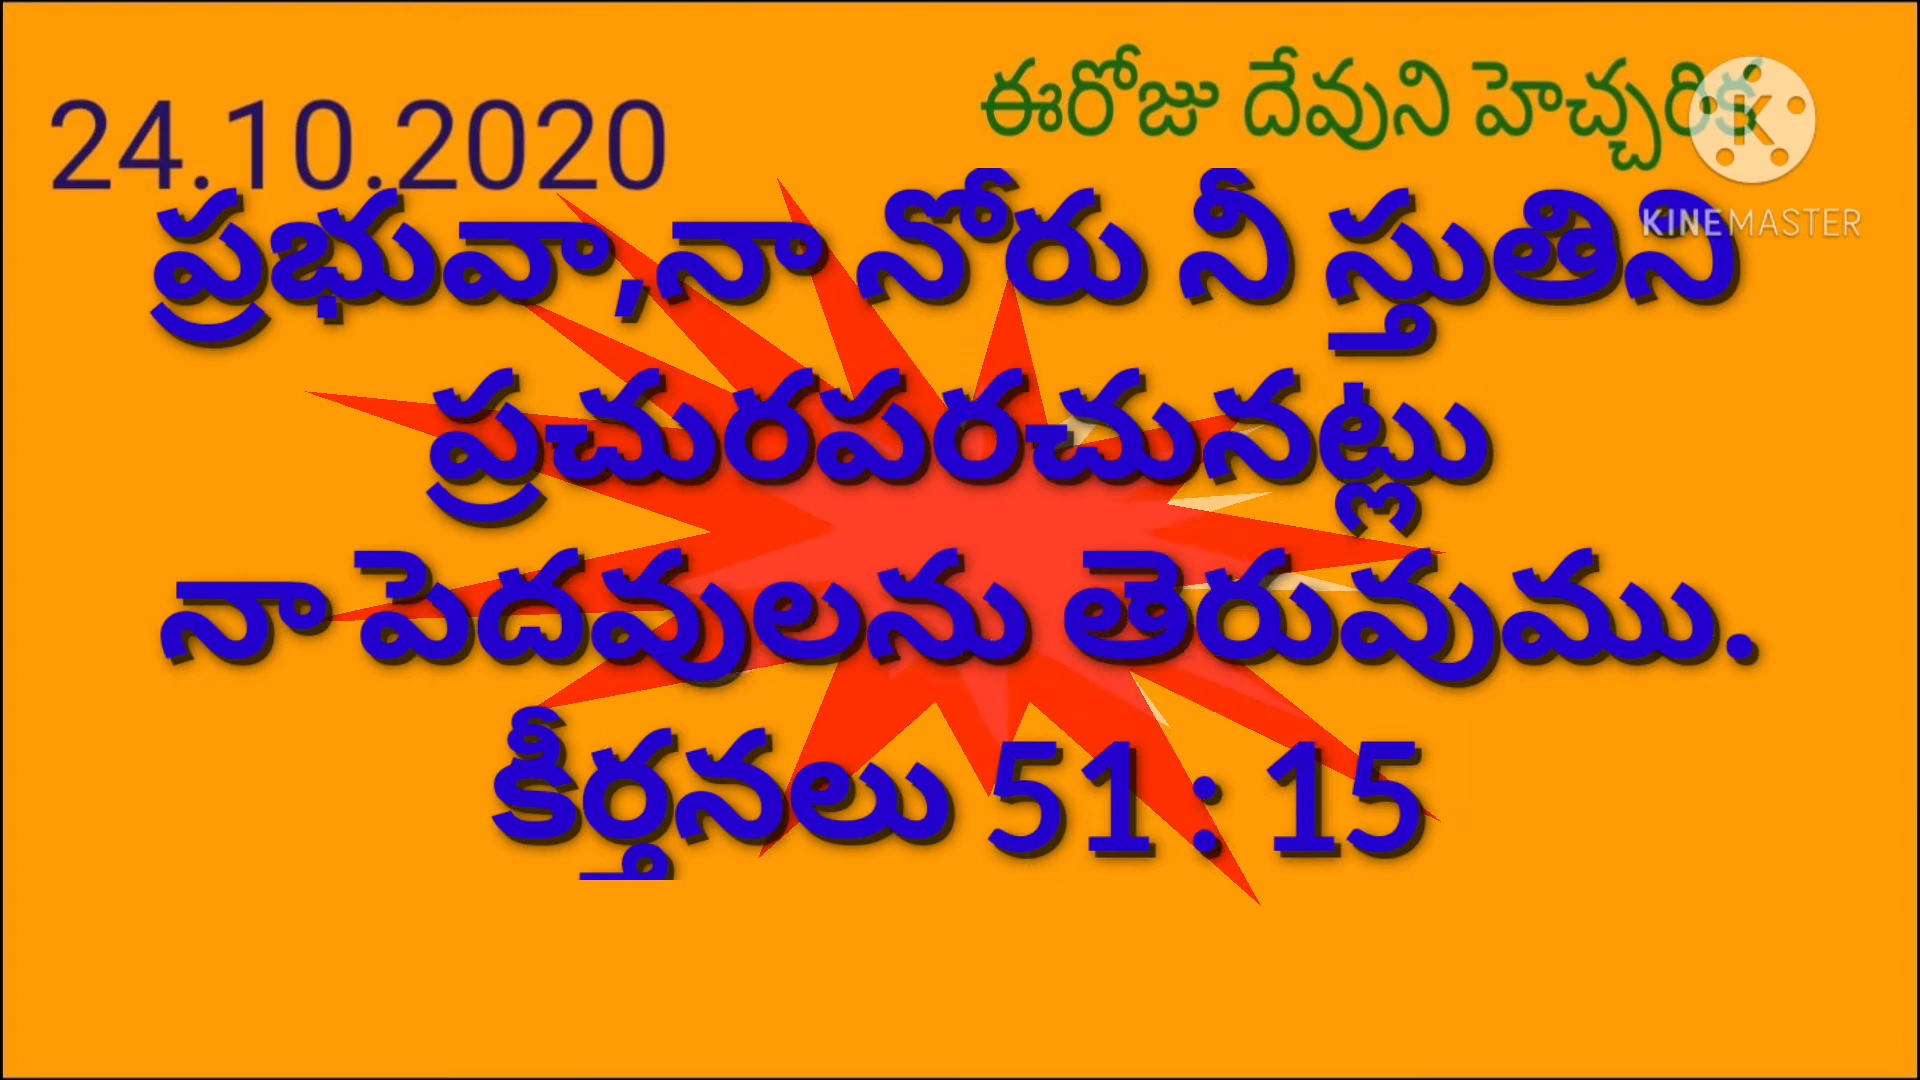 24.10.2020
ఈరోజు దేవుని హెచ్చరిక
KINEMASTER
ప్రభువా,నా నోరు నీ స్తుతిని
ప్రచురపరచునట్లు
నా పెదవులను తెరువుము.
కీర్తనలు 51 : 15